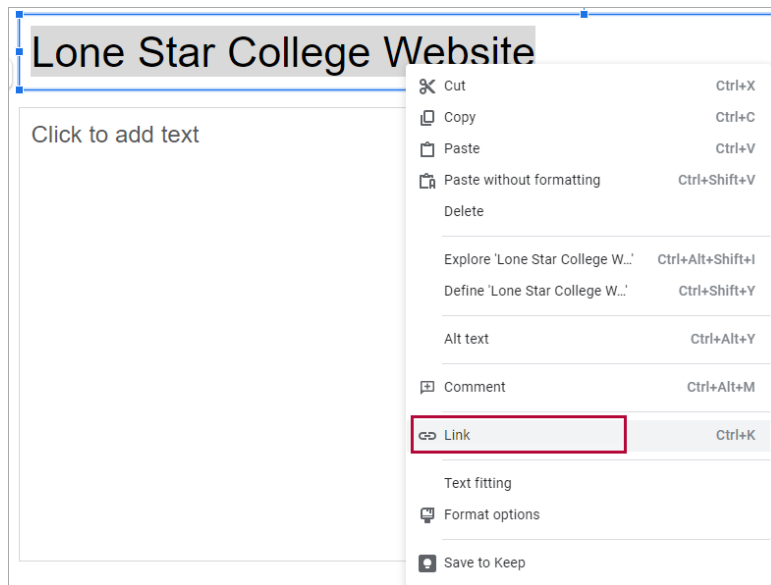 Lone Star College Website
Click to add text
Cut Ctrl+X
Copy Ctrl+C
Paste Ctrl+V
Paste without formatting Ctrl+Shift+V
Delete
Explore 'Lone Star College W...' Ctrl+Alt+Shift+I
Define 'Lone Star College W...' Ctrl+Shift+Y
Alt text Ctrl+Alt+Y
Comment Ctrl+Alt+M
Link Ctrl+K
Text fitting
Format options
Save to Keep